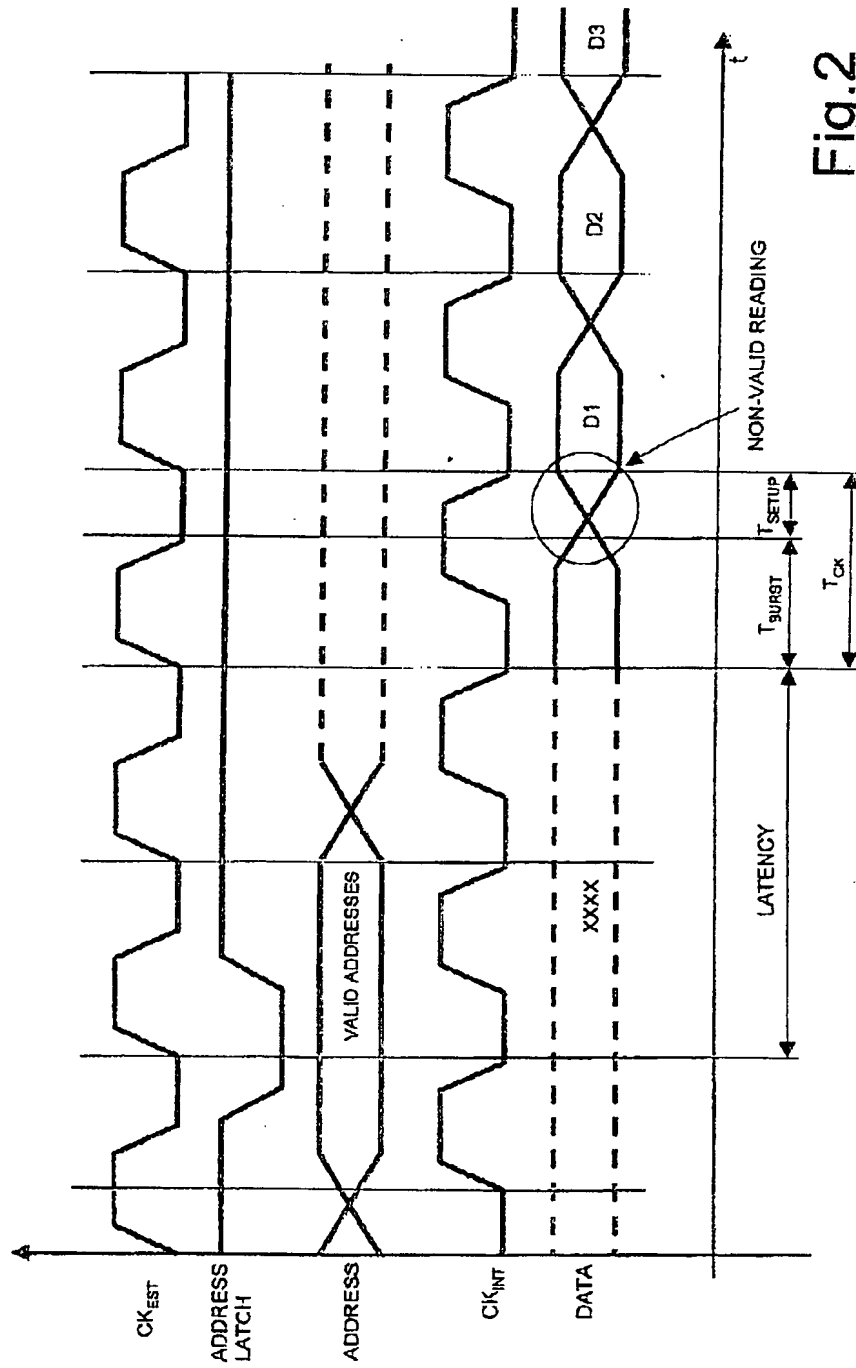 CK_EST
ADDRESS
LATCH
ADDRESS
VALID ADDRESSES
CK_INT
DATA
XXXX
D1
D2
D3
NON-VALID READING
LATENCY
T_BURST
T_SETUP
T_CK
t
Fig.2